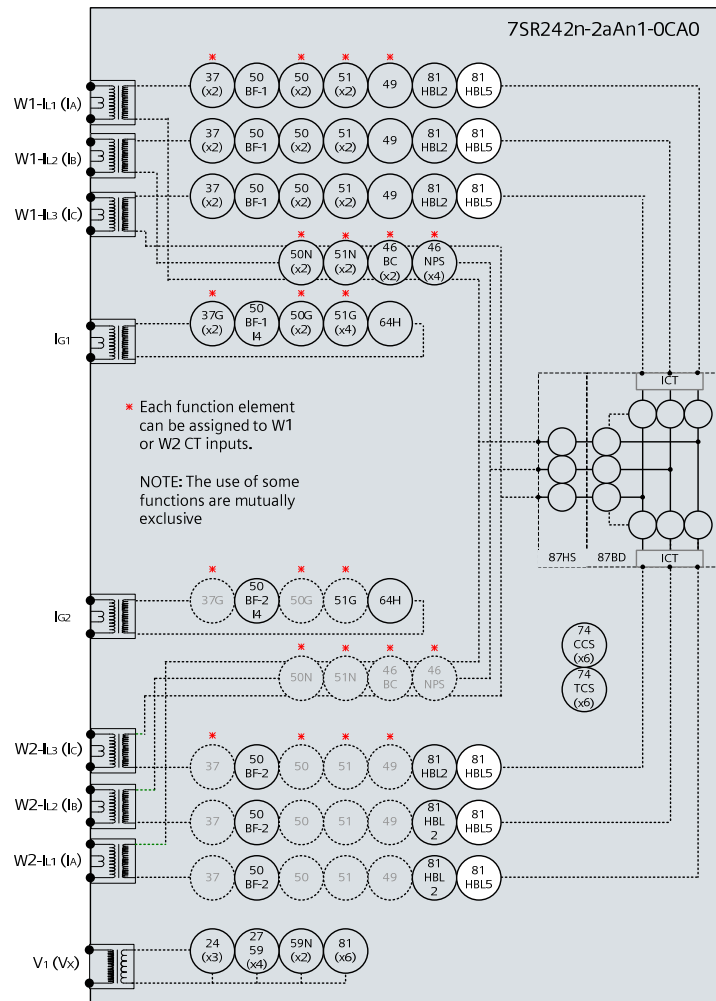 7SR242n-2aAn1-0CA0
* * * *
W1-IL1 (IA)
37 (x2)
50 BF-1
50 (x2)
51 (x2)
49
81 HBL2
81 HBL5
W1-IL2 (IB)
37 (x2)
50 BF-1
50 (x2)
51 (x2)
49
81 HBL2
81 HBL5
W1-IL3 (IC)
37 (x2)
50 BF-1
50 (x2)
51 (x2)
49
81 HBL2
81 HBL5
* * * *
50N (x2)
51N (x2)
46 BC (x2)
46 NPS (x4)
* * *
IG1
37G (x2)
50 BF-1 I4
50G (x2)
51G (x4)
64H
ICT
* Each function element
can be assigned to W1
or W2 CT inputs.
NOTE: The use of some
functions are mutually
exclusive
87HS
87BD
ICT
* * *
IG2
37G
50 BF-2 I4
50G
51G
64H
74 CCS (x6)
74 TCS (x6)
* * * *
50N
51N
46 BC
46 NPS
* * * *
W2-IL3 (IC)
37
50 BF-2
50
51
49
81 HBL2
81 HBL5
W2-IL2 (IB)
37
50 BF-2
50
51
49
81 HBL 2
81 HBL5
W2-IL1 (IA)
37
50 BF-2
50
51
49
81 HBL 2
81 HBL5
V1 (VX)
24 (x3)
27 59 (x4)
59N (x2)
81 (x6)